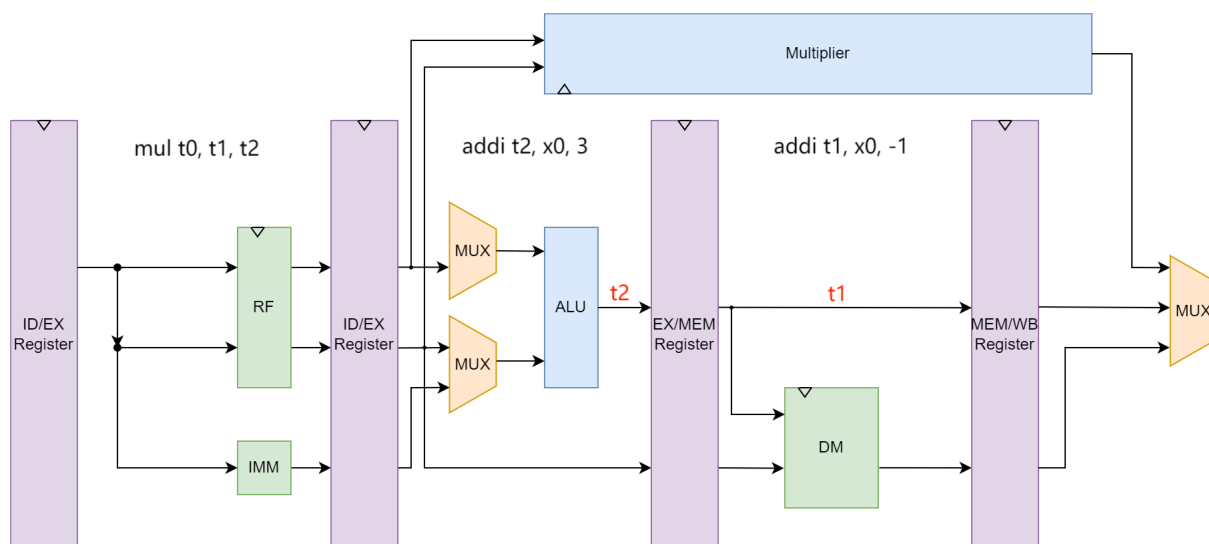 Multiplier
mul t0, t1, t2
addi t2, x0, 3
addi t1, x0, -1
MUX
RF
ALU
t2
t1
ID/EX
Register
ID/EX
Register
EX/MEM
Register
MEM/WB
Register
MUX
MUX
IMM
DM